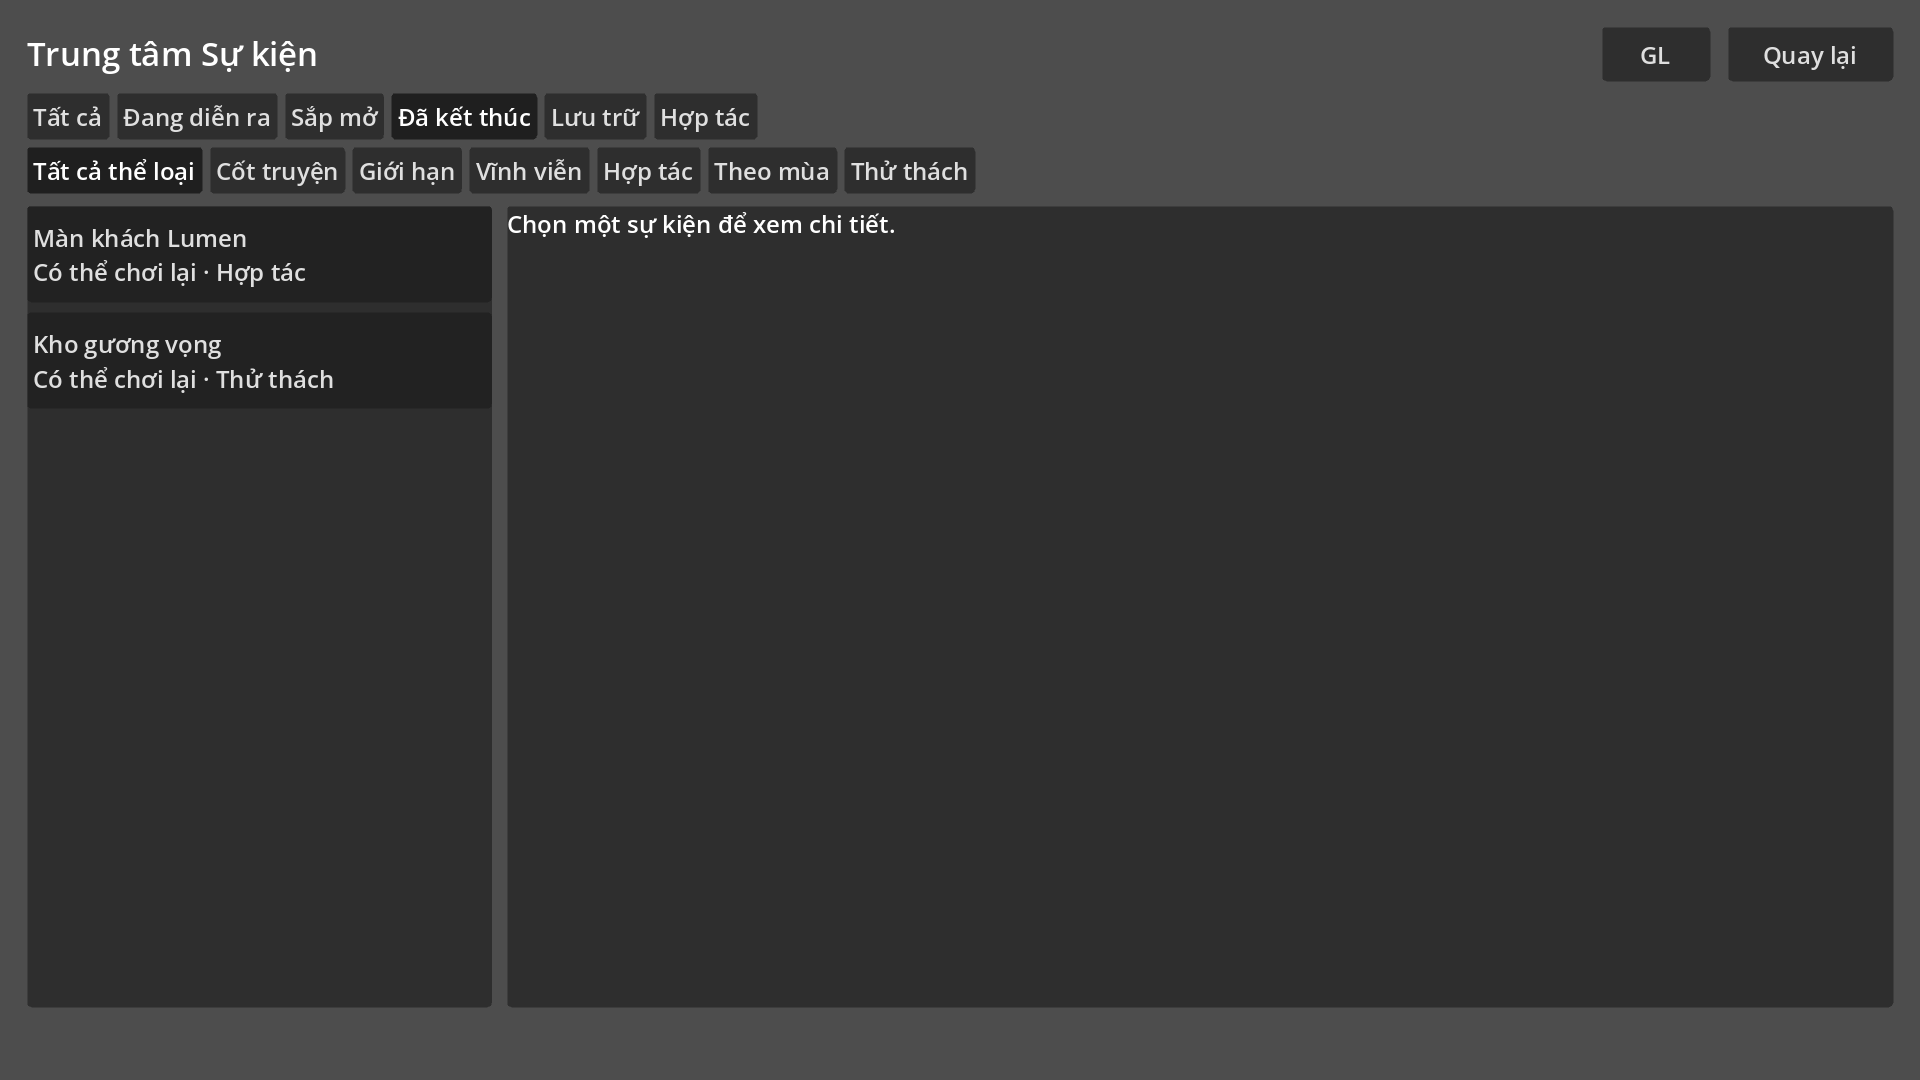 Trung tâm Sự kiện
GL
Quay lại
Tất cả
Đang diễn ra
Sắp mở
Đã kết thúc
Lưu trữ
Hợp tác
Tất cả thể loại
Cốt truyện
Giới hạn
Vĩnh viễn
Hợp tác
Theo mùa
Thử thách
Màn khách Lumen
Có thể chơi lại · Hợp tác
Kho gương vọng
Có thể chơi lại · Thử thách
Chọn một sự kiện để xem chi tiết.